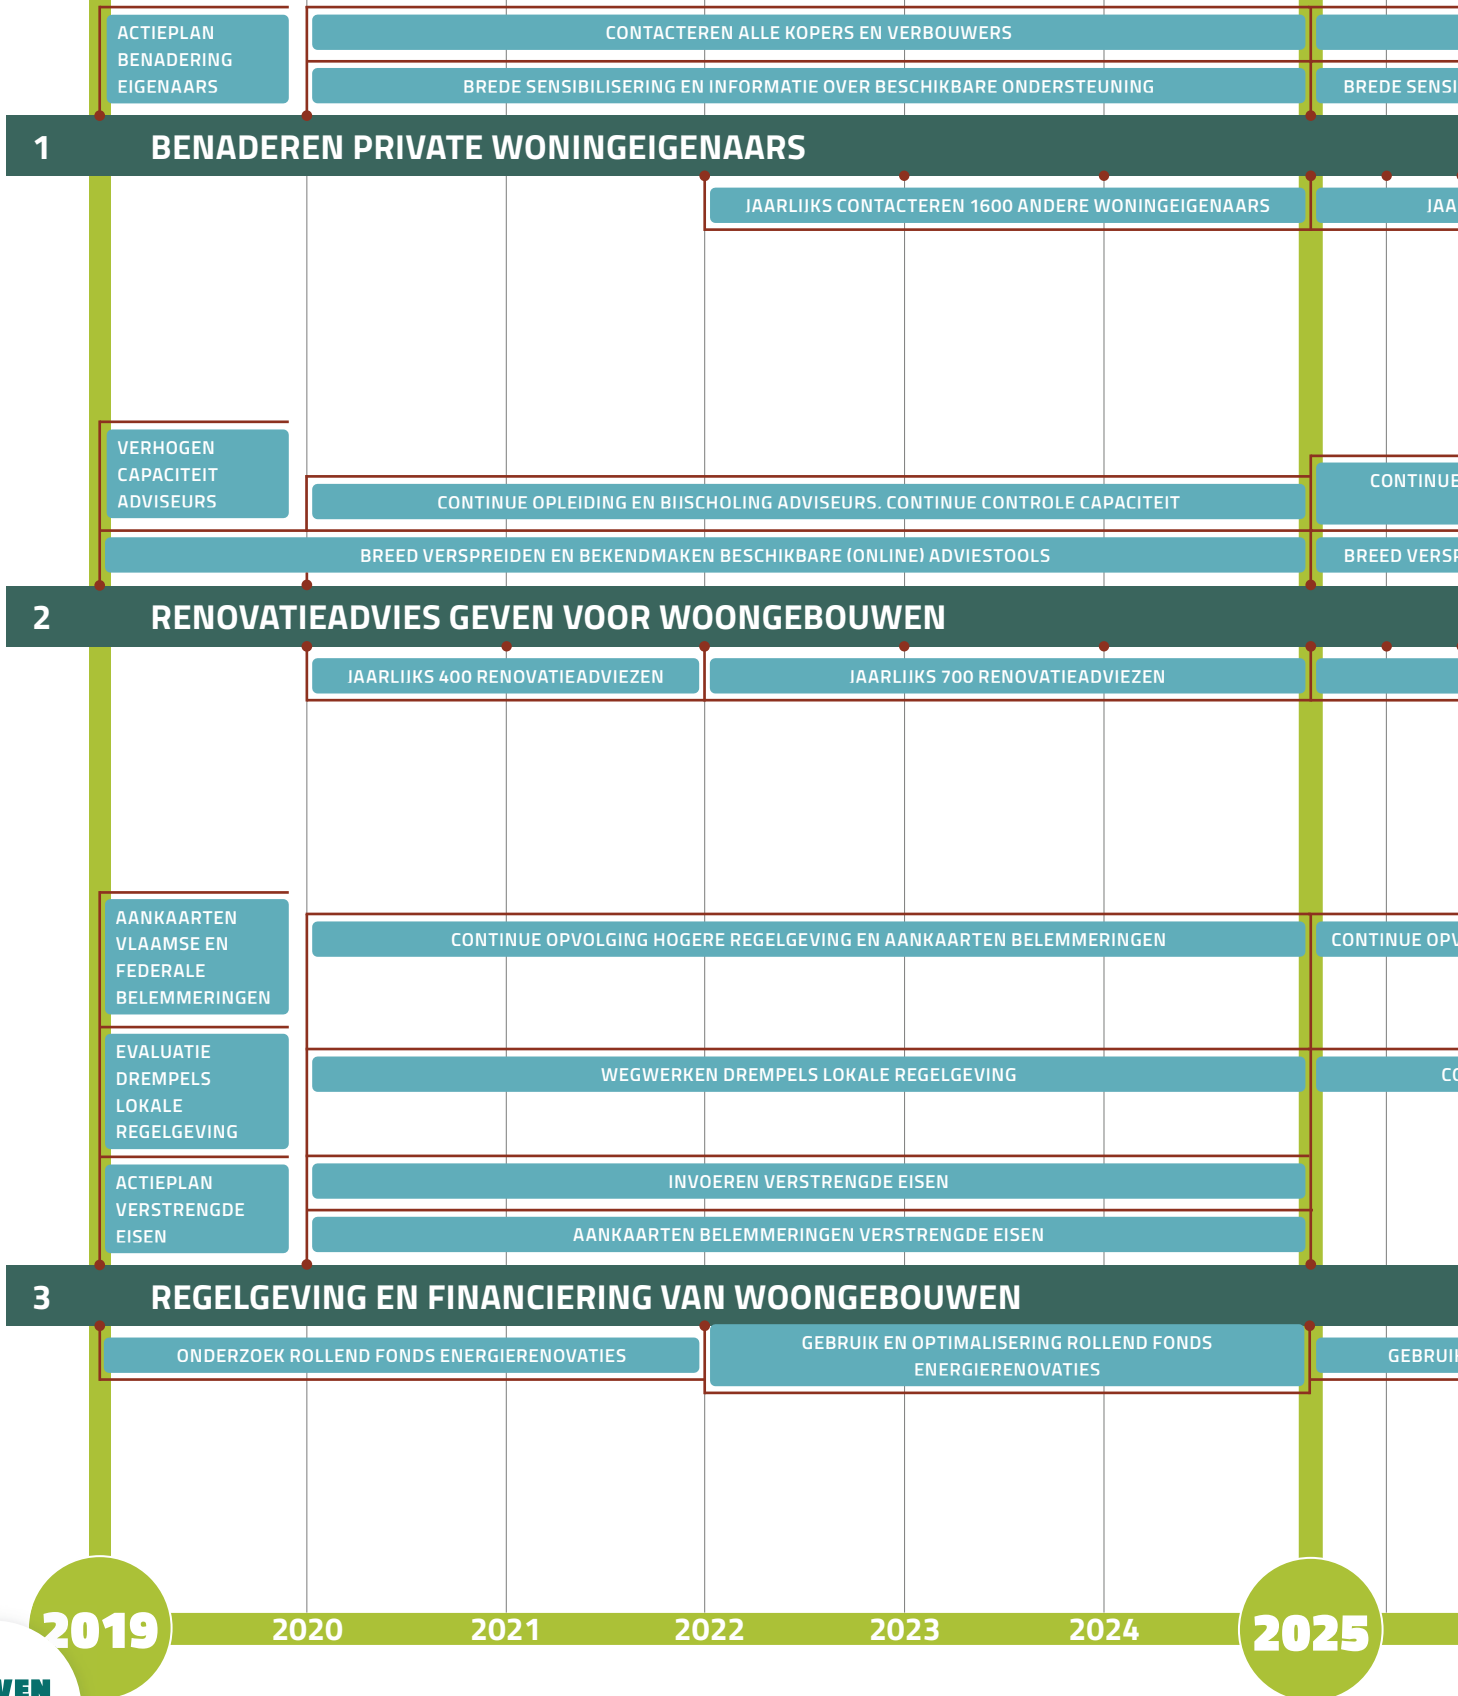 ACTIEPLAN
BENADERING
EIGENAARS
CONTACTEREN ALLE KOPERS EN VERBOUWERS
BREDE SENSIBILISERING EN INFORMATIE OVER BESCHIKBARE ONDERSTEUNING
BREDE SENSI
1 BENADEREN PRIVATE WONINGEIGENAARS
JAARLIJKS CONTACTEREN 1600 ANDERE WONINGEIGENAARS
JAA
VERHOGEN
CAPACITEIT
ADVISEURS
CONTINUE OPLEIDING EN BIJSCHOLING ADVISEURS. CONTINUE CONTROLE CAPACITEIT
CONTINUE
BREED VERSPREIDEN EN BEKENDMAKEN BESCHIKBARE (ONLINE) ADVIESTOOLS
BREED VERSP
2 RENOVATIEADVIES GEVEN VOOR WOONGEBOUWEN
JAARLIJKS 400 RENOVATIEADVIEZEN
JAARLIJKS 700 RENOVATIEADVIEZEN
AANKAARTEN
VLAAMSE EN
FEDERALE
BELEMMERINGEN
CONTINUE OPVOLGING HOGERE REGELGEVING EN AANKAARTEN BELEMMERINGEN
CONTINUE OPV
EVALUATIE
DREMPELS
LOKALE
REGELGEVING
WEGWERKEN DREMPELS LOKALE REGELGEVING
CO
ACTIEPLAN
VERSTRENGDE
EISEN
INVOEREN VERSTRENGDE EISEN
AANKAARTEN BELEMMERINGEN VERSTRENGDE EISEN
3 REGELGEVING EN FINANCIERING VAN WOONGEBOUWEN
ONDERZOEK ROLLEND FONDS ENERGIERENOVATIES
GEBRUIK EN OPTIMALISERING ROLLEND FONDS
ENERGIERENOVATIES
GEBRUIK
2019 2020 2021 2022 2023 2024 2025
VEN